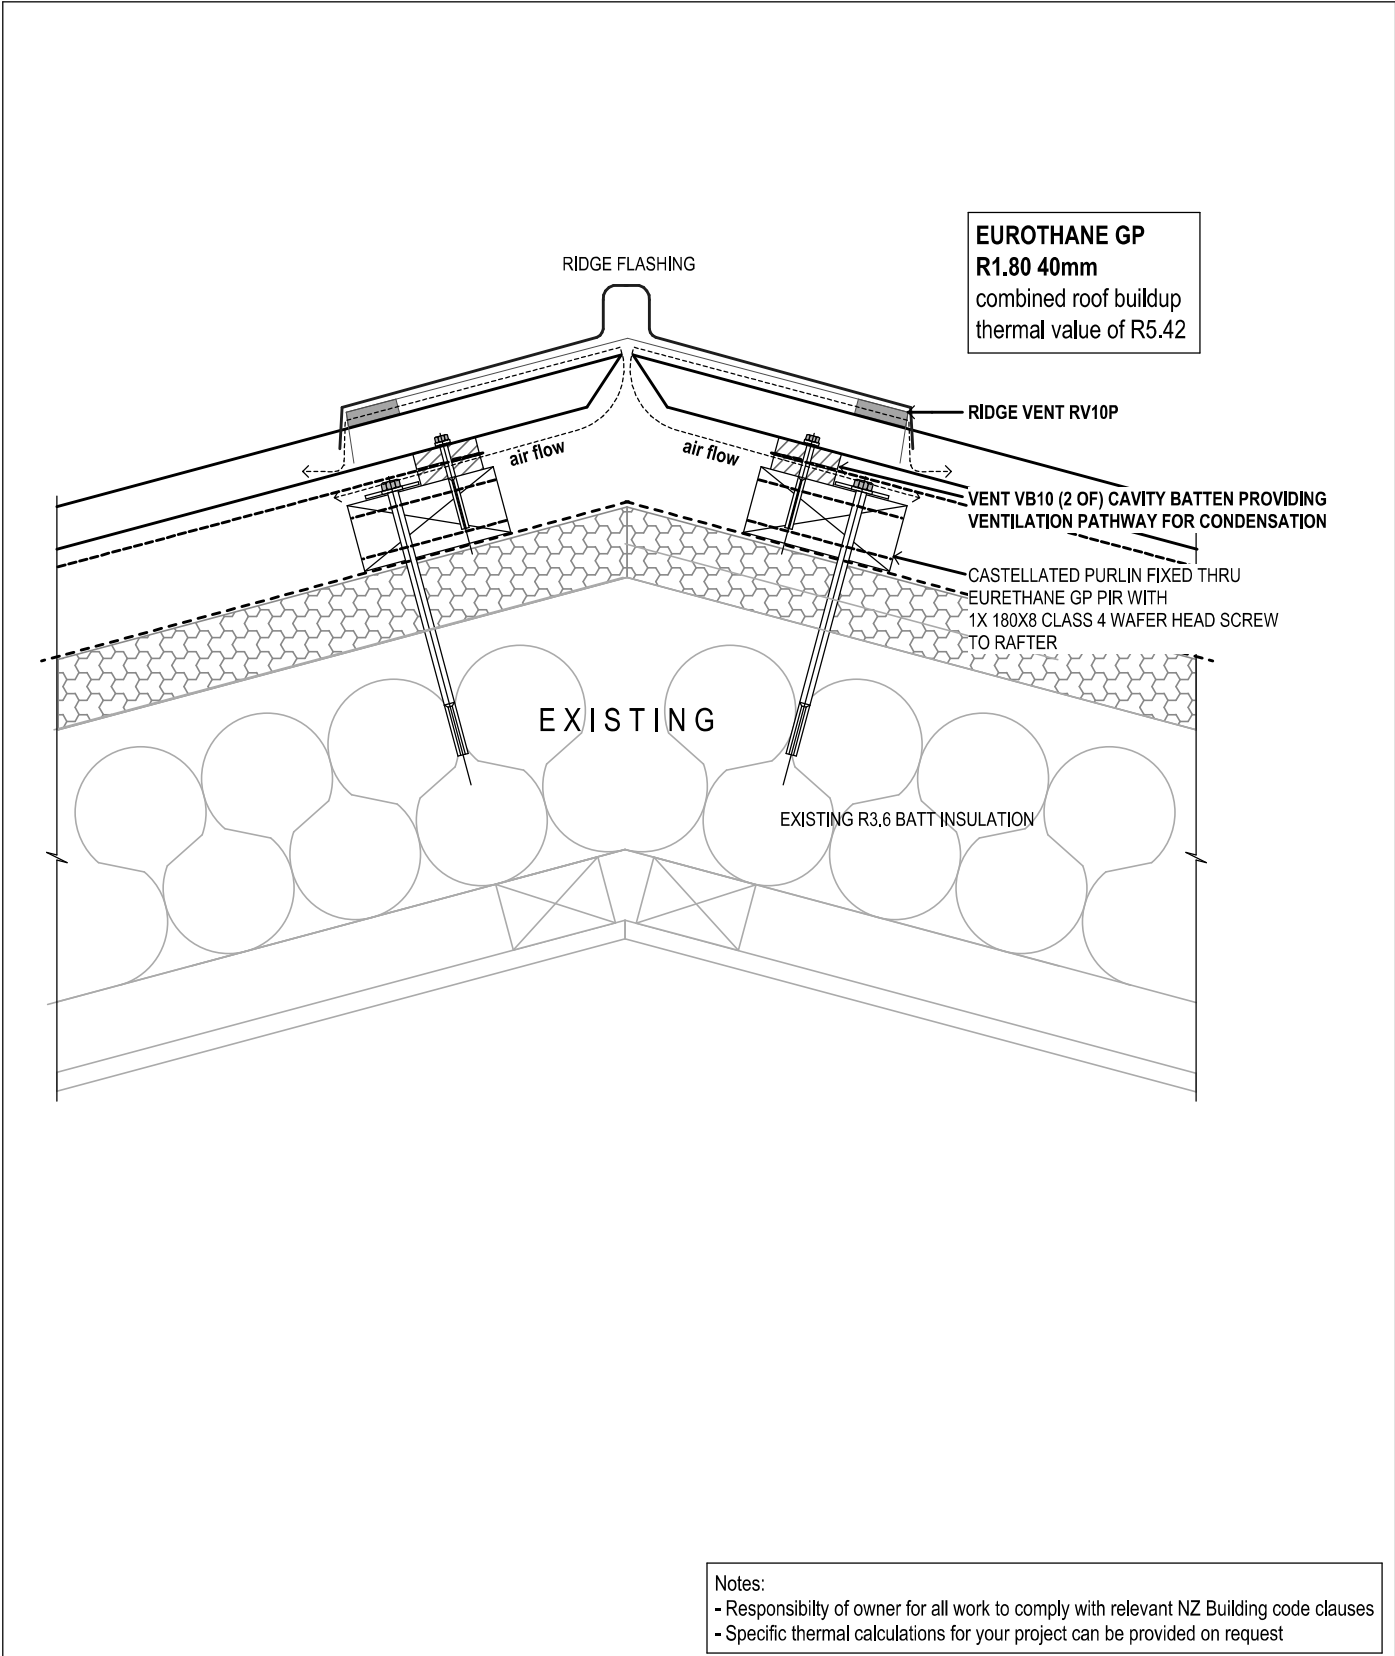 EUROTHANE GP
R1.80 40mm
combined roof buildup
thermal value of R5.42
RIDGE FLASHING
RIDGE VENT RV10P
air flow
air flow
VENT VB10 (2 OF) CAVITY BATTEN PROVIDING
VENTILATION PATHWAY FOR CONDENSATION
CASTELLATED PURLIN FIXED THRU
EURETHANE GP PIR WITH
1X 180X8 CLASS 4 WAFER HEAD SCREW
TO RAFTER
EXISTING
EXISTING R3.6 BATT INSULATION
Notes:
- Responsibilty of owner for all work to comply with relevant NZ Building code clauses
- Specific thermal calculations for your project can be provided on request